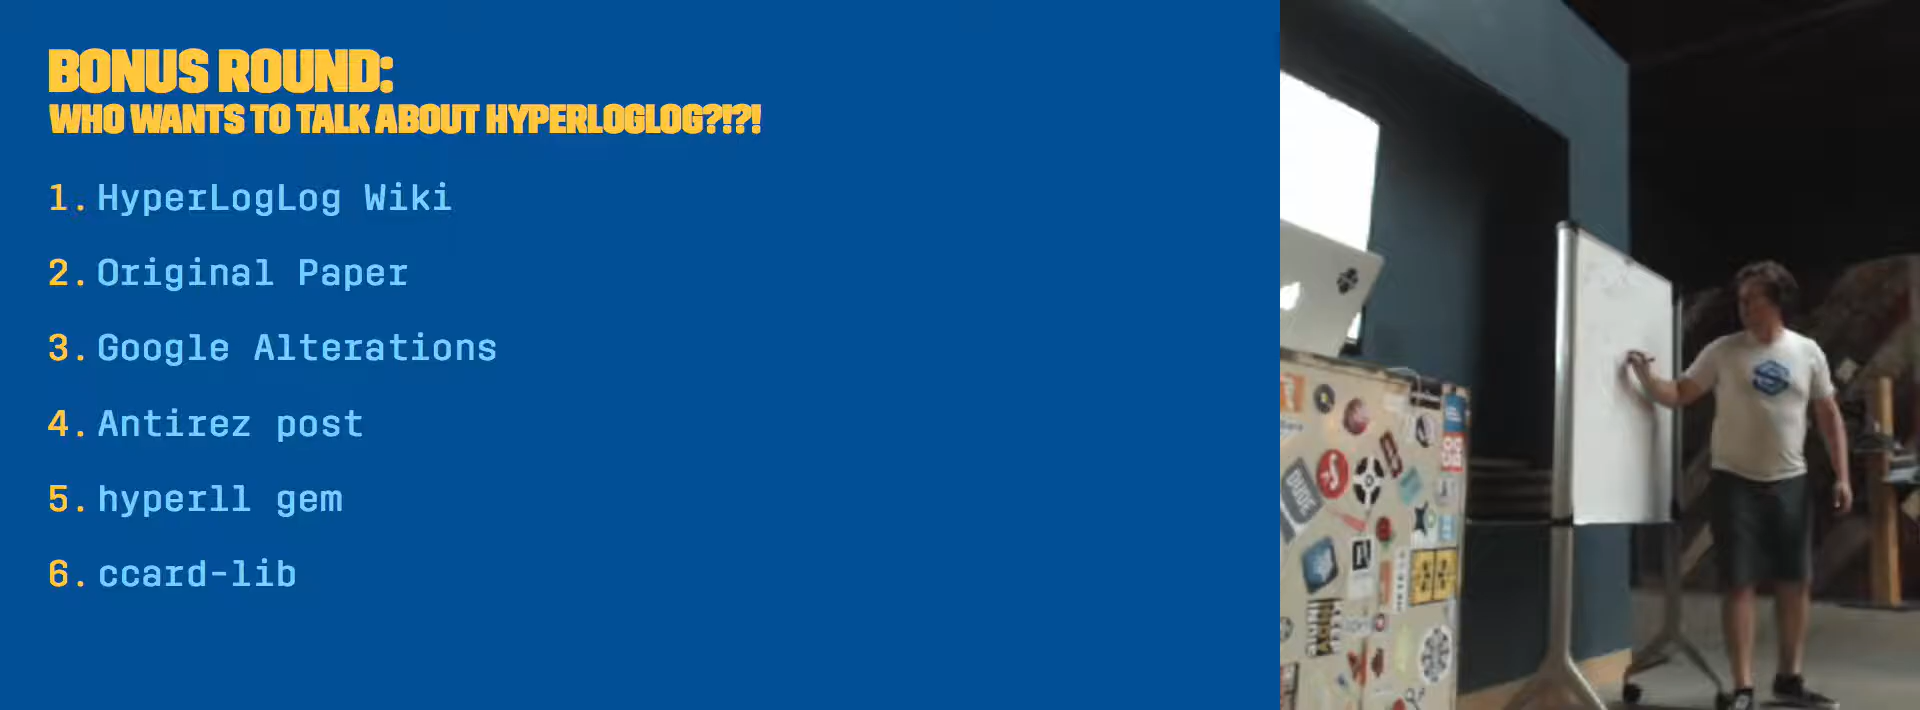 BONUS ROUND:
WHO WANTS TO TALK ABOUT HYPERLOGLOG?!?!
1. HyperLogLog Wiki
2. Original Paper
3. Google Alterations
4. Antirez post
5. hyperll gem
6. ccard-lib
DUDE